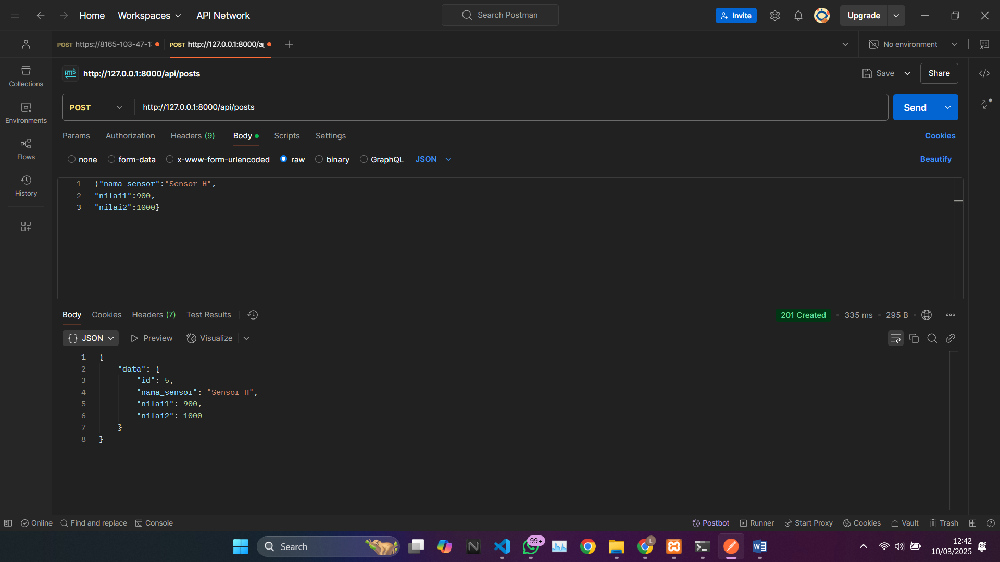 Home Workspaces API Network Search Postman Invite Upgrade
POST https://8165-103-47-1 POST http://127.0.0.1:8000/a No environment
HTTP http://127.0.0.1:8000/api/posts Save Share
Collections
POST http://127.0.0.1:8000/api/posts Send
Environments
Params Authorization Headers (9) Body Scripts Settings Cookies
none form-data x-www-form-urlencoded raw binary GraphQL JSON Beautify
Flows
History
1 {"nama_sensor":"Sensor H",
2 "nilai1":900,
3 "nilai2":1000}
Body Cookies Headers (7) Test Results 201 Created 335 ms 295 B
{ } JSON Preview Visualize
1 {
2 "data": {
3 "id": 5,
4 "nama_sensor": "Sensor H",
5 "nilai1": 900,
6 "nilai2": 1000
7 }
8 }
Online Find and replace Console Postbot Runner Start Proxy Cookies Vault Trash
Search 99+ L 12:42
10/03/2025